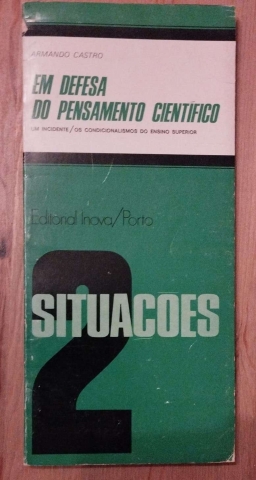 ARMANDO CASTRO
EM DEFESA
DO PENSAMENTO CIENTÍFICO
UM INCIDENTE/OS CONDICIONALISMOS DO ENSINO SUPERIOR
Editorial Inova/Porto
2
SITUACOES